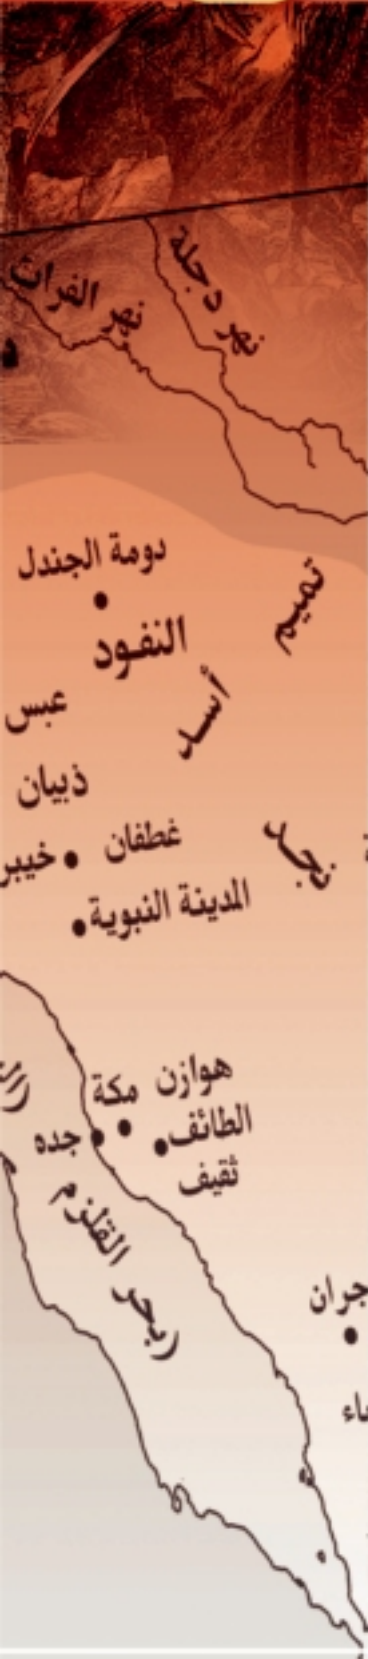 نهر دجلة
نهر الفرات
دومة الجندل
النفود
تميم
أسد
عبس
ذبيان
غطفان
خيبر
نجد
المدينة النبوية
هوازن
مكة
الطائف
جده
ثقيف
(بحر القلزم
جران